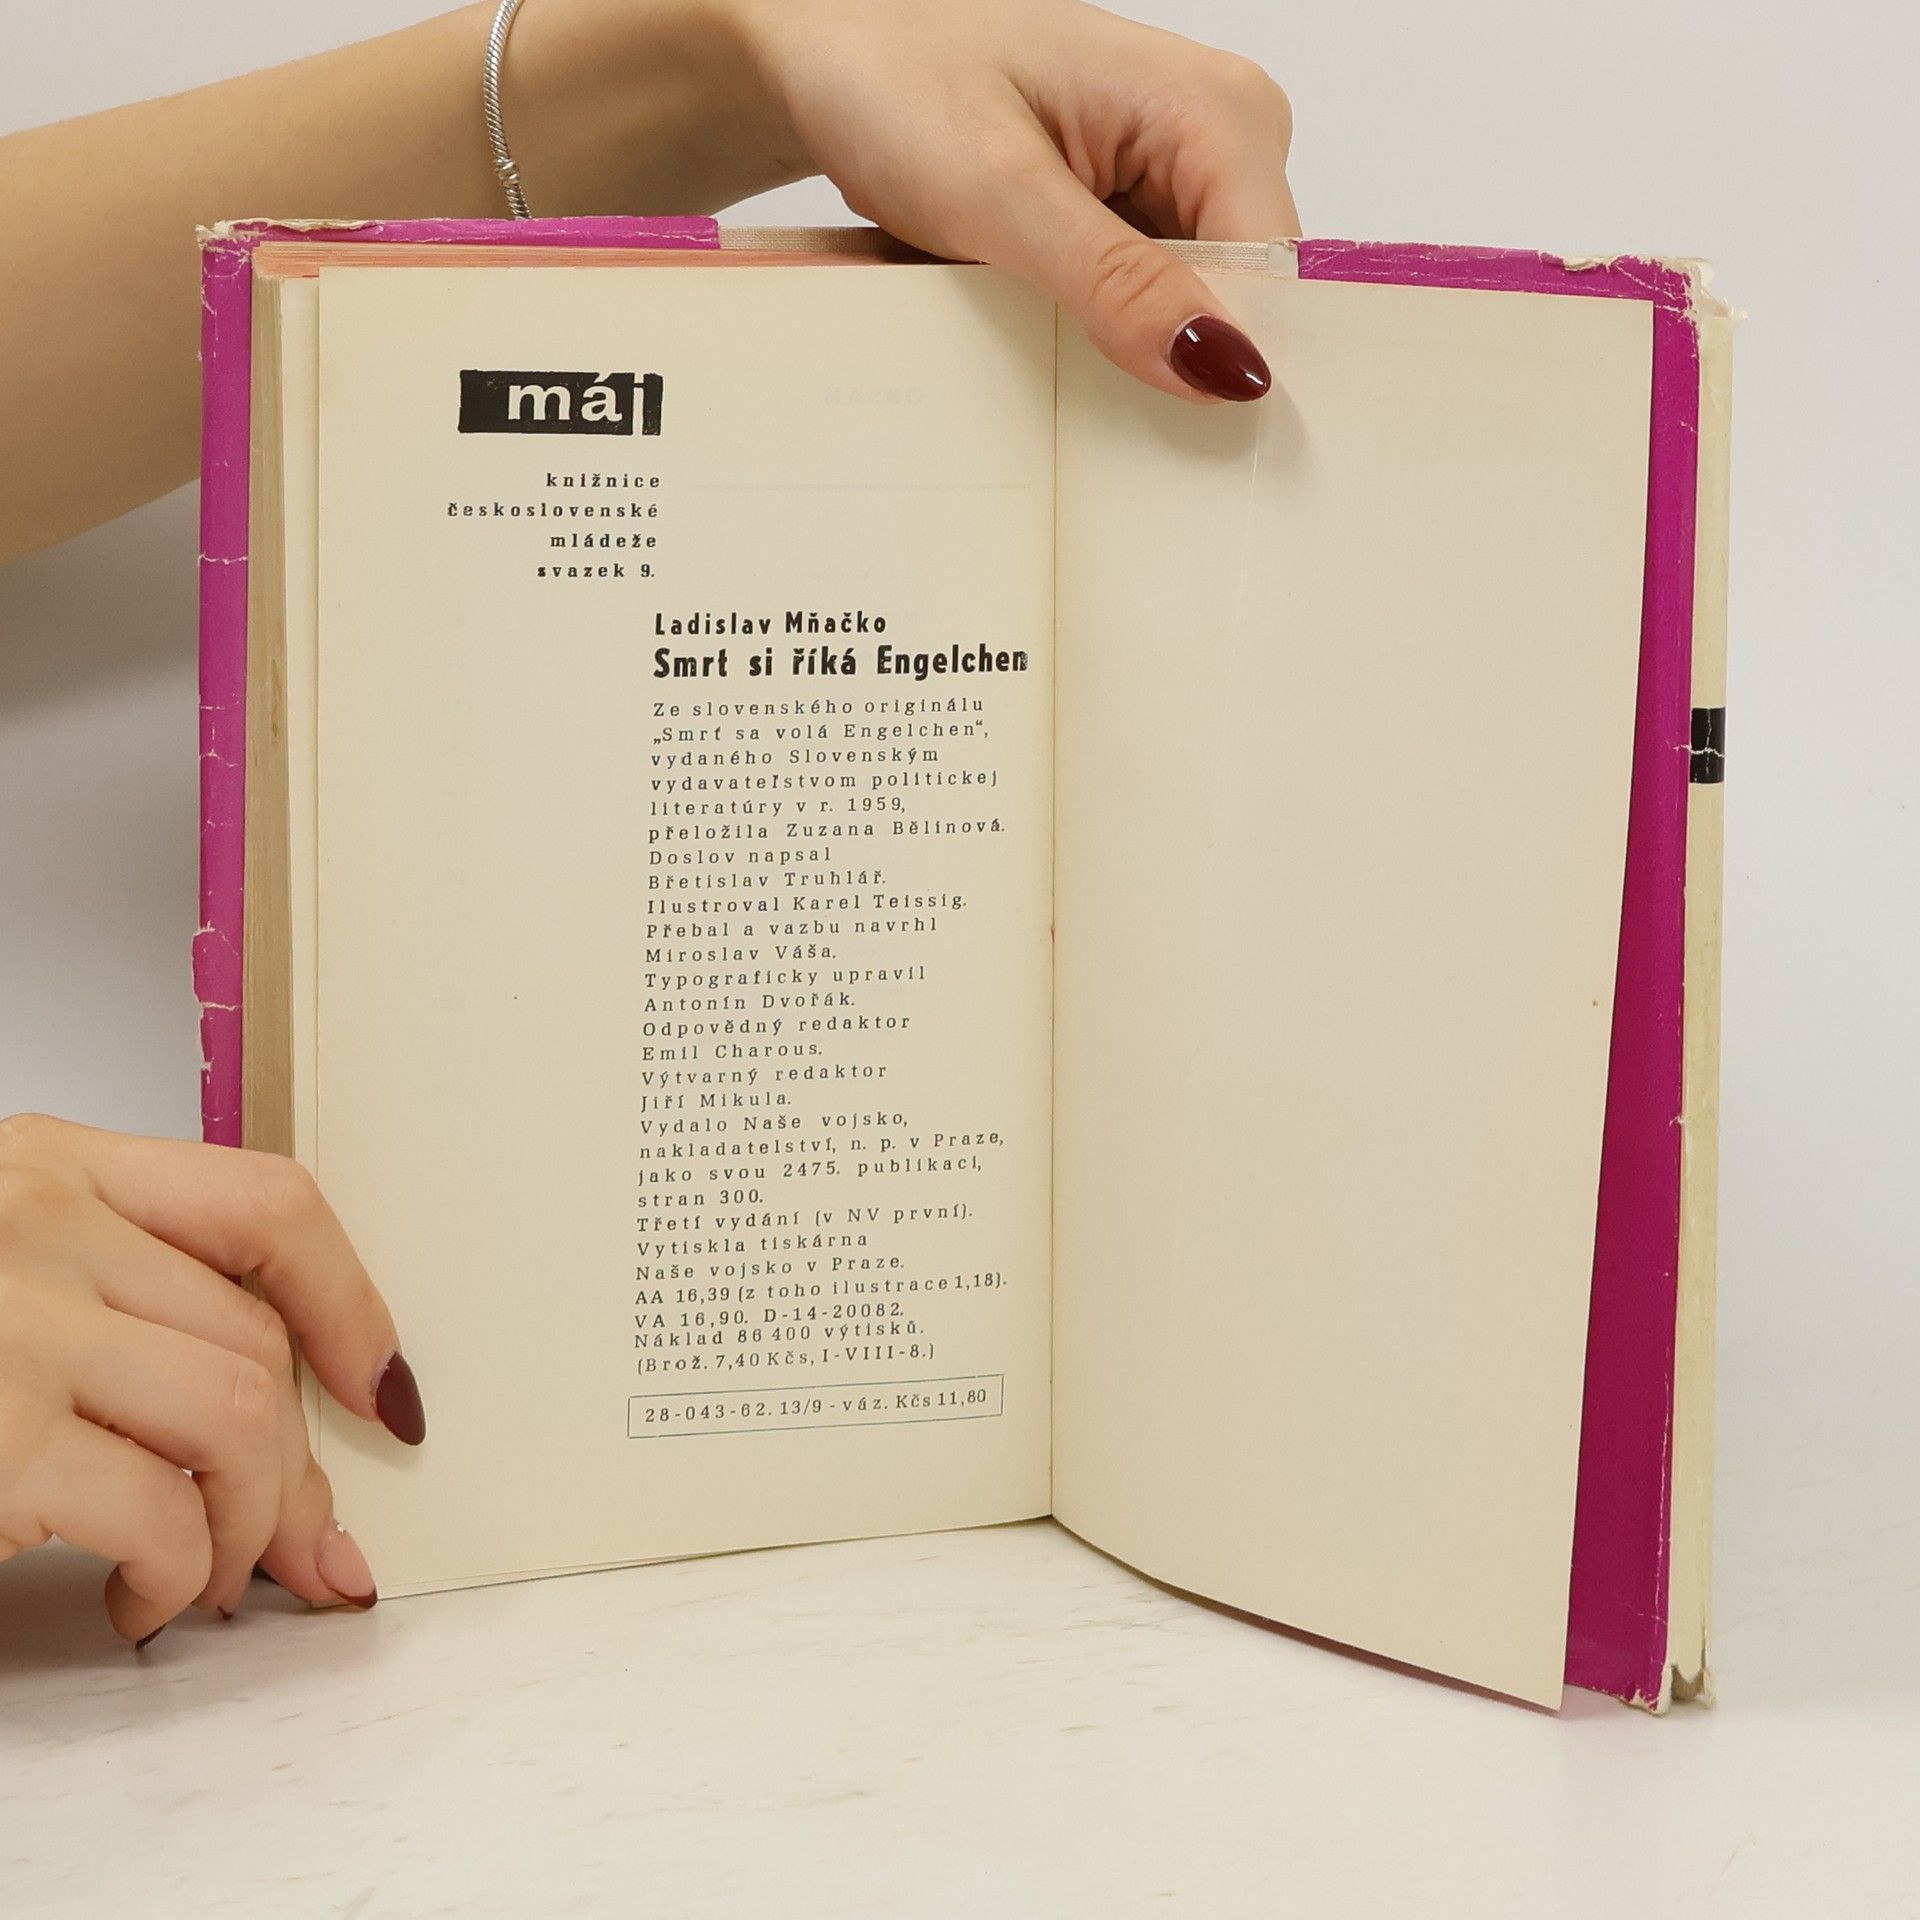 máj
knižnice
československé
mládeže
svazek 9.
Ladislav Mňačko
Smrt si říká Engelchen
Ze slovenského originálu
„Smrť sa volá Engelchen“,
vydaného Slovenským
vydavateľstvom politickej
literatúry v r. 1959,
přeložila Zuzana Bělinová.
Doslov napsal
Břetislav Truhlář.
Ilustroval Karel Teissig.
Přebal a vazbu navrhl
Miroslav Váša.
Typograficky upravil
Antonín Dvořák.
Odpovědný redaktor
Emil Charous.
Výtvarný redaktor
Jiří Mikula.
Vydalo Naše vojsko,
nakladatelství, n. p. v Praze,
jako svou 2475. publikaci,
stran 300.
Třetí vydání (v NV první).
Vytiskla tiskárna
Naše vojsko v Praze.
AA 16,39 (z toho ilustrace 1,18).
VA 16,90. D-14-20082.
Náklad 86 400 výtisků.
(Brož. 7,40 Kčs, I-VIII-8.)
28-043-62. 13/9 - váz. Kčs 11,80